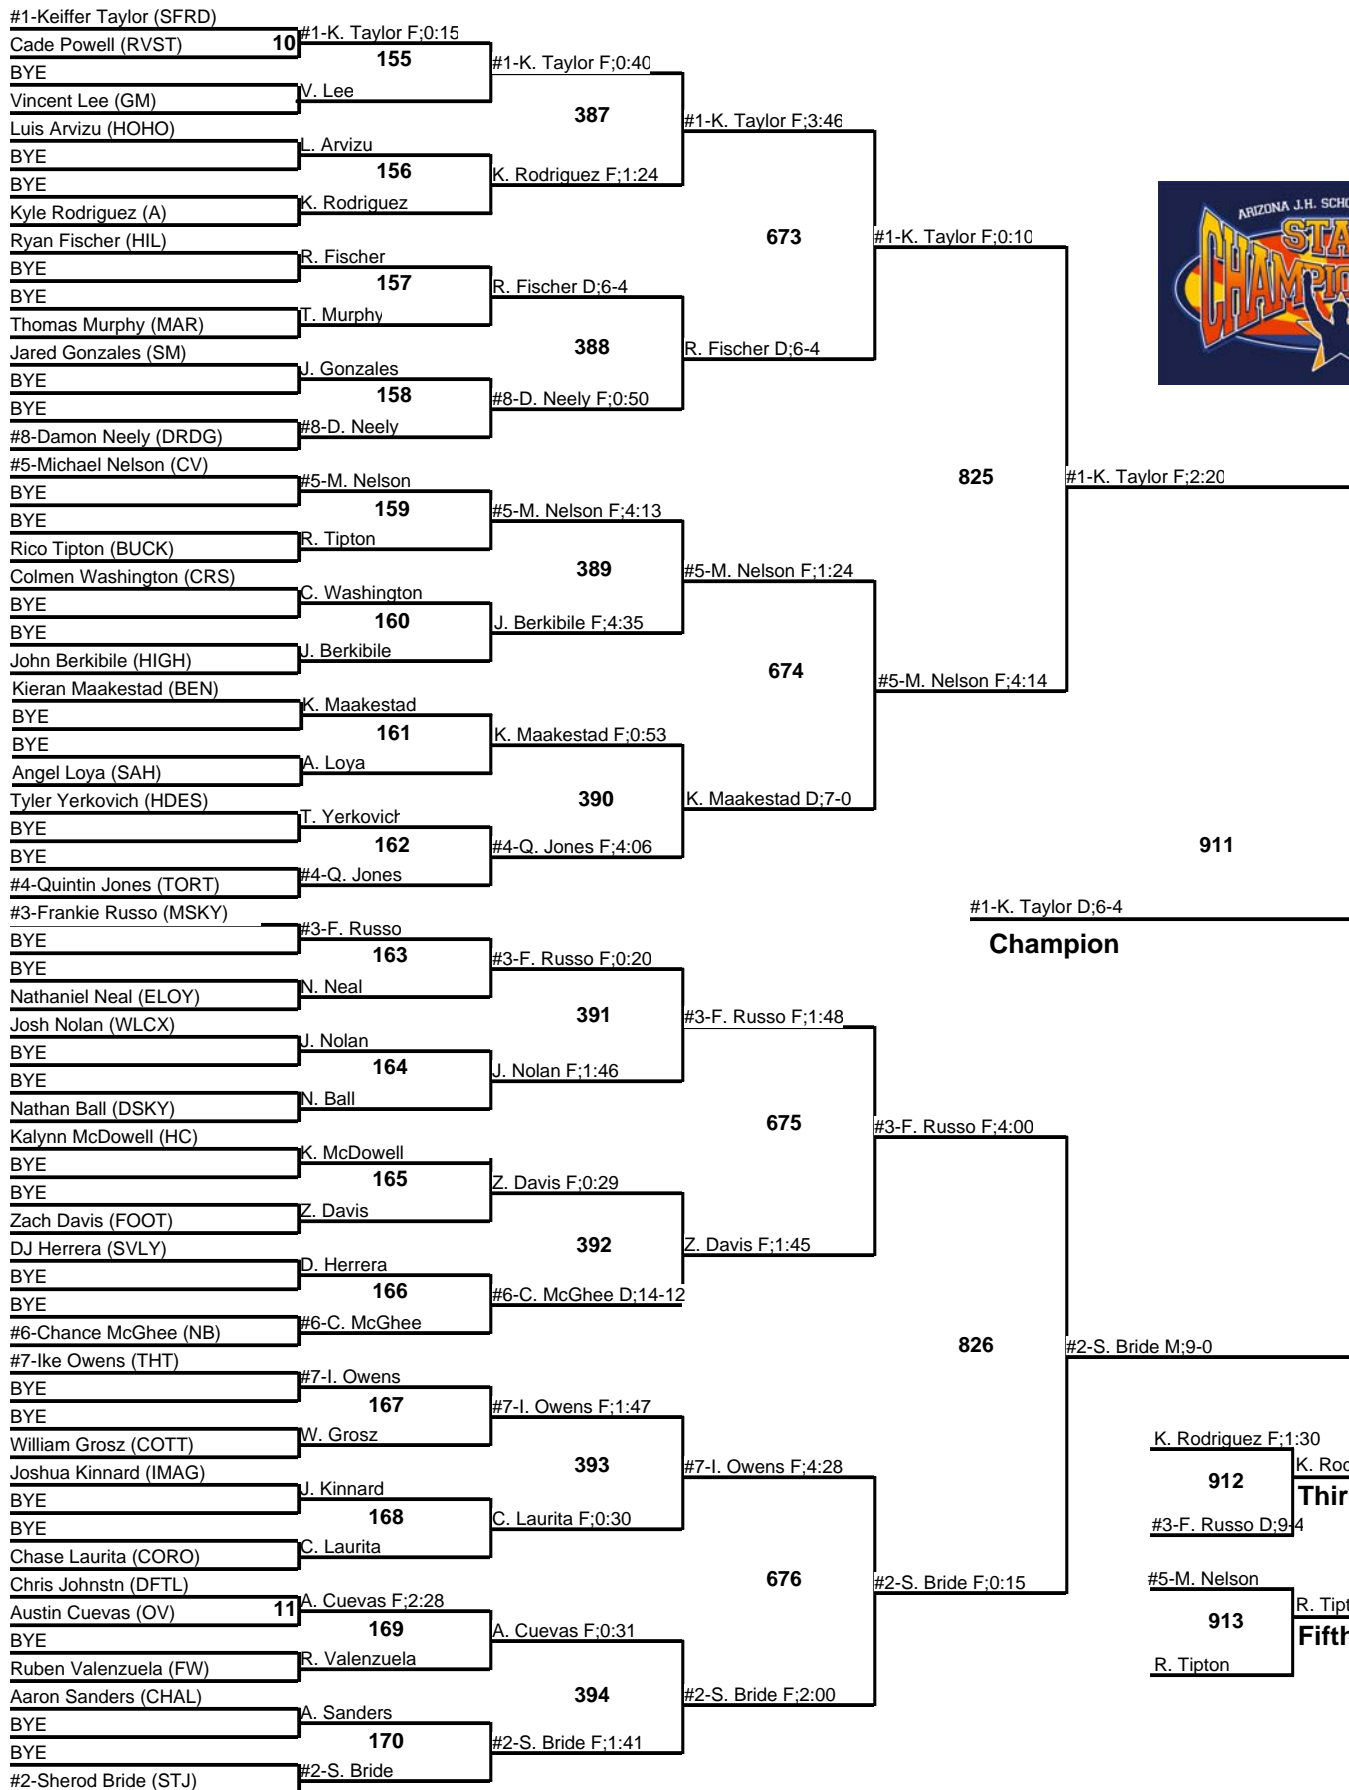 #1-Keiffer Taylor (SFRD)
Cade Powell (RVST) 10
BYE
Vincent Lee (GM)
Luis Arvizu (HOHO)
BYE
BYE
Kyle Rodriguez (A)
Ryan Fischer (HIL)
BYE
BYE
Thomas Murphy (MAR)
Jared Gonzales (SM)
BYE
BYE
#8-Damon Neely (DRDG)
#5-Michael Nelson (CV)
BYE
BYE
Rico Tipton (BUCK)
Colmen Washington (CRS)
BYE
BYE
John Berkibile (HIGH)
Kieran Maakestad (BEN)
BYE
BYE
Angel Loya (SAH)
Tyler Yerkovich (HDES)
BYE
BYE
#4-Quintin Jones (TORT)
#3-Frankie Russo (MSKY)
BYE
BYE
Nathaniel Neal (ELOY)
Josh Nolan (WLCX)
BYE
BYE
Nathan Ball (DSKY)
Kalynn McDowell (HC)
BYE
BYE
Zach Davis (FOOT)
DJ Herrera (SVLY)
BYE
BYE
#6-Chance McGhee (NB)
#7-Ike Owens (THT)
BYE
BYE
William Grosz (COTT)
Joshua Kinnard (IMAG)
BYE
BYE
Chase Laurita (CORO)
Chris Johnstn (DFTL)
Austin Cuevas (OV) 11
BYE
Ruben Valenzuela (FW)
Aaron Sanders (CHAL)
BYE
BYE
#2-Sherod Bride (STJ)
#1-K. Taylor F;0:15
155
V. Lee
L. Arvizu
156
K. Rodriguez
R. Fischer
157
T. Murphy
J. Gonzales
158
#8-D. Neely
#5-M. Nelson
159
R. Tipton
C. Washington
160
J. Berkibile
K. Maakestad
161
A. Loya
T. Yerkovich
162
#4-Q. Jones
#3-F. Russo
163
N. Neal
J. Nolan
164
N. Ball
K. McDowell
165
Z. Davis
D. Herrera
166
#6-C. McGhee
#7-I. Owens
167
W. Grosz
J. Kinnard
168
C. Laurita
A. Cuevas F;2:28
169
R. Valenzuela
A. Sanders
170
#2-S. Bride
#1-K. Taylor F;0:40
387
K. Rodriguez F;1:24
R. Fischer D;6-4
388
#8-D. Neely F;0:50
#5-M. Nelson F;4:13
389
J. Berkibile F;4:35
K. Maakestad F;0:53
390
#4-Q. Jones F;4:06
#3-F. Russo F;0:20
391
J. Nolan F;1:46
Z. Davis F;0:29
392
#6-C. McGhee D;14-12
#7-I. Owens F;1:47
393
C. Laurita F;0:30
A. Cuevas F;0:31
394
#2-S. Bride F;1:41
#1-K. Taylor F;3:46
673
R. Fischer D;6-4
#5-M. Nelson F;1:24
674
K. Maakestad D;7-0
#3-F. Russo F;1:48
675
Z. Davis F;1:45
#7-I. Owens F;4:28
676
#2-S. Bride F;2:00
#1-K. Taylor F;0:10
825
#5-M. Nelson F;4:14
#3-F. Russo F;4:00
826
#2-S. Bride F;0:15
ARIZONA J.H. SCHO
STA
CHAMPIO
#1-K. Taylor F;2:20
911
#1-K. Taylor D;6-4
Champion
#2-S. Bride M;9-0
K. Rodriguez F;1:30
912
K. Rod
Thir
#3-F. Russo D;9-4
#5-M. Nelson
913
R. Tipt
Fifth
R. Tipton